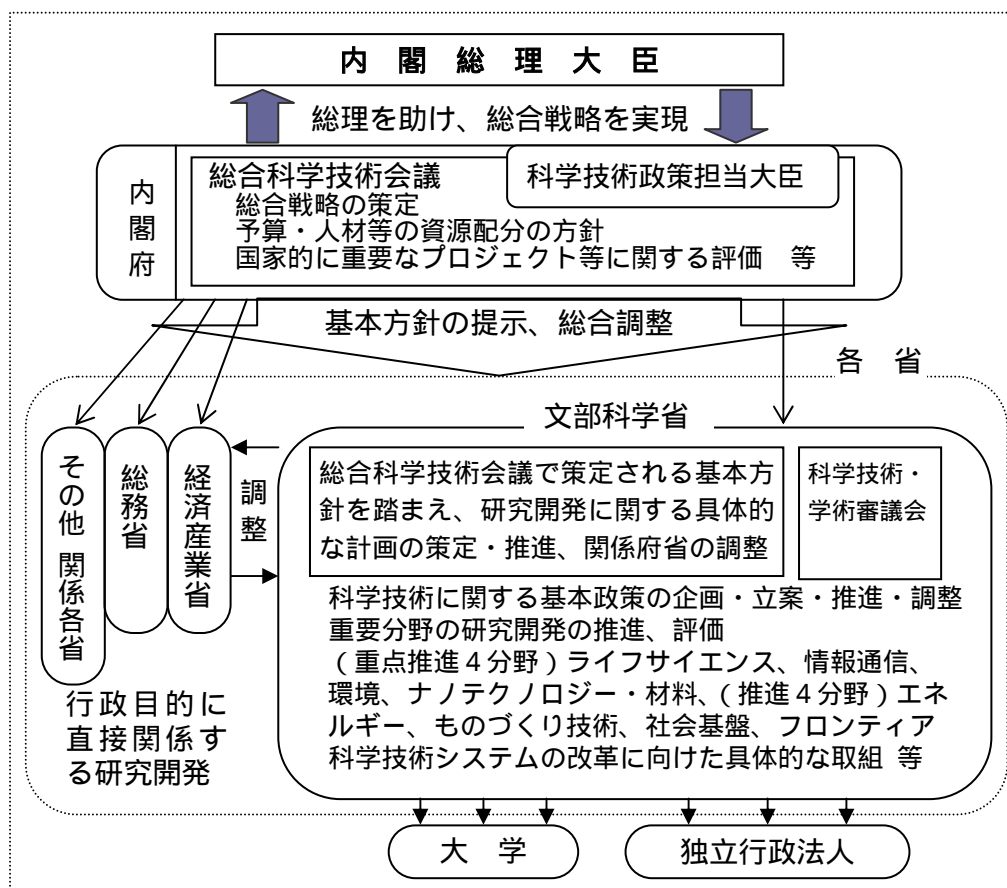 内閣総理大臣
総理を助け、総合戦略を実現
内閣府
総合科学技術会議
科学技術政策担当大臣
総合戦略の策定
予算・人材等の資源配分の方針
国家的に重要なプロジェクト等に関する評価 等
基本方針の提示、総合調整
各 省
文部科学省
その他 関係各省
総務省
経済産業省
調整
総合科学技術会議で策定される基本方
針を踏まえ、研究開発に関する具体的
な計画の策定・推進、関係府省の調整
科学技術・
学術審議会
科学技術に関する基本政策の企画・立案・推進・調整
重要分野の研究開発の推進、評価
(重点推進4分野)ライフサイエンス、情報通信、
環境、ナノテクノロジー・材料、(推進4分野)エネ
ルギー、ものづくり技術、社会基盤、フロンティア
科学技術システムの改革に向けた具体的な取組 等
行政目的に
直接関係す
る研究開発
大 学
独立行政法人